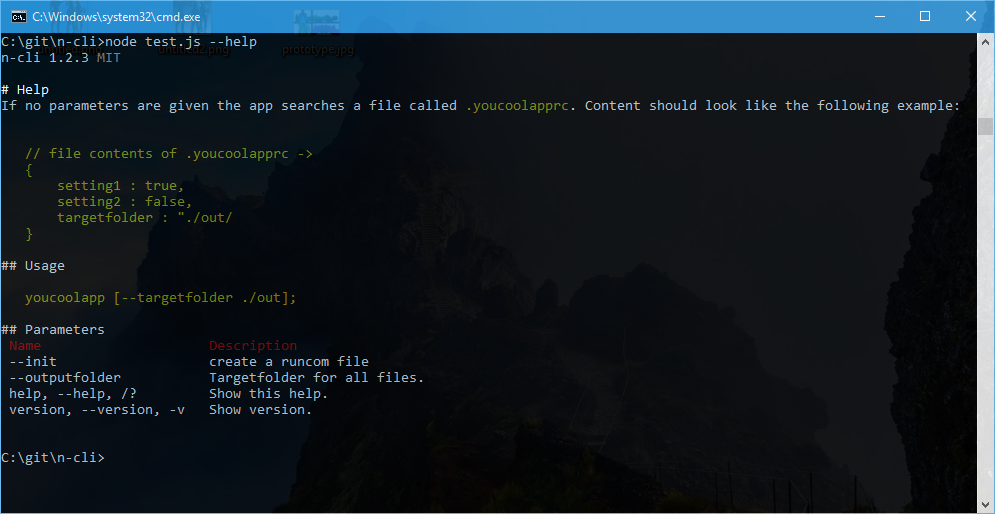 C:\Windows\system32\cmd.exe
prototype.jpg
C:\git\n-cli>node test.js --help
n-cli 1.2.3 MIT
# Help
If no parameters are given the app searches a file called .youcoolapprc. Content should look like the following example:
// file contents of .youcoolapprc ->
{
setting1 : true,
setting2 : false,
targetfolder : "./out/
}
## Usage
youcoolapp [--targetfolder ./out];
## Parameters
Name Description
--init create a runcom file
--outputfolder Targetfolder for all files.
help, --help, /? Show this help.
version, --version, -v Show version.
C:\git\n-cli>